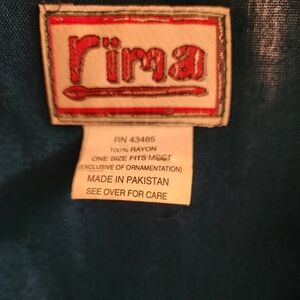 rima
RN 43485
100% RAYON
ONE SIZE FITS MOST
(EXCLUSIVE OF ORNAMENTATION)
MADE IN PAKISTAN
SEE OVER FOR CARE